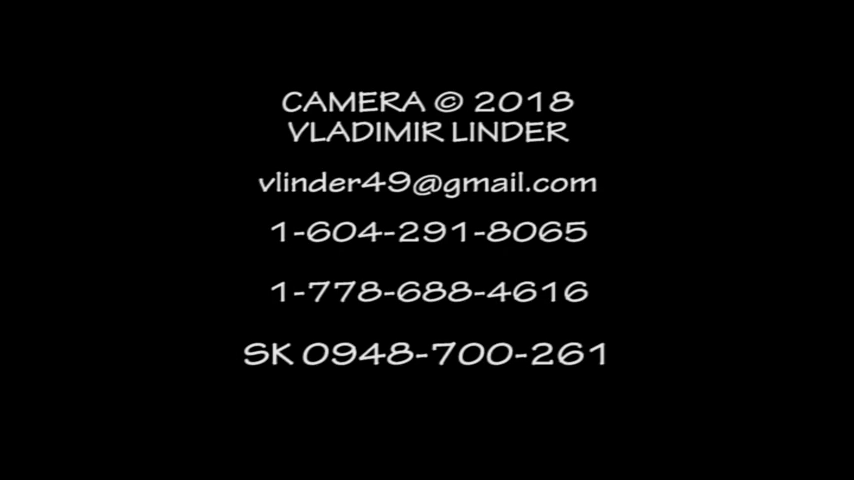 CAMERA © 2018
VLADIMIR LINDER
vlinder49@gmail.com
1-604-291-8065
1-778-688-4616
SK 0948-700-261